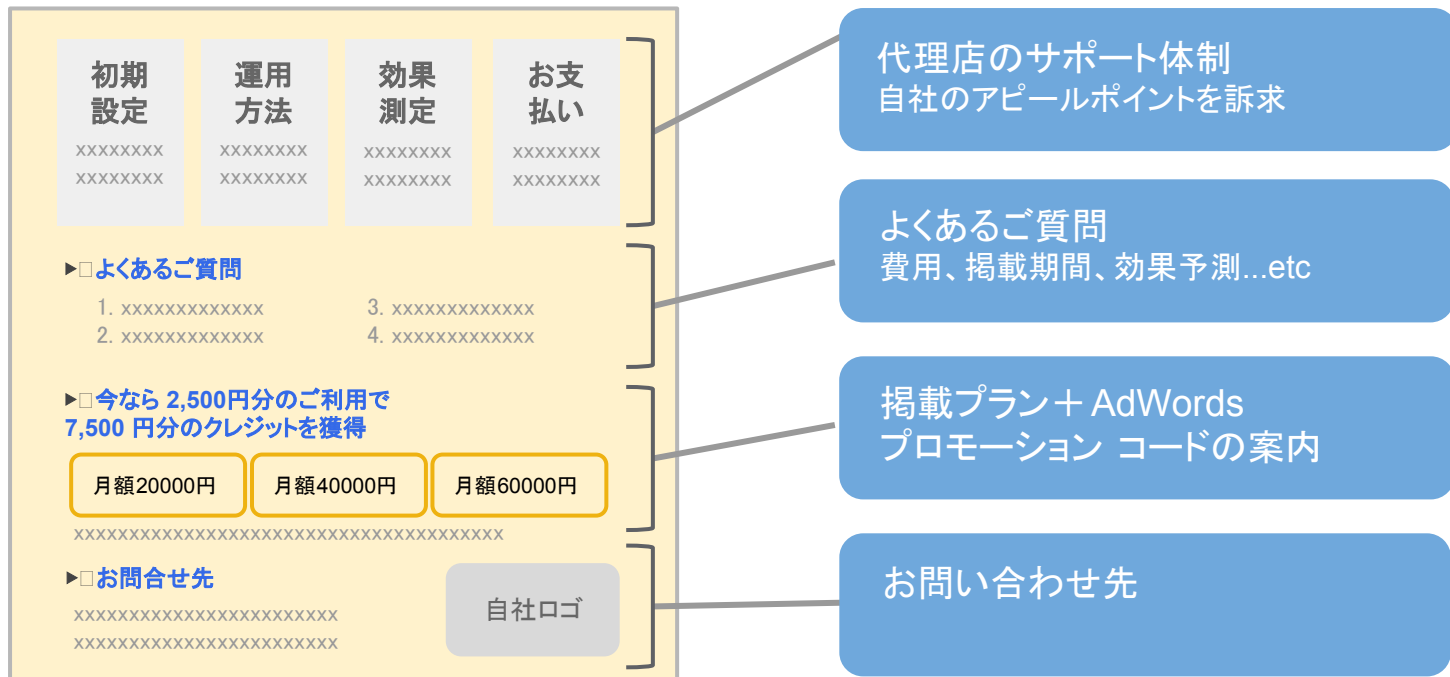 初期
設定
xxxxxxxx
xxxxxxxx
運用
方法
xxxxxxxx
xxxxxxxx
効果
測定
xxxxxxxx
xxxxxxxx
お支
払い
xxxxxxxx
xxxxxxxx
▶□よくあるご質問
1. xxxxxxxxxxxxx
2. xxxxxxxxxxxxx
3. xxxxxxxxxxxxx
4. xxxxxxxxxxxxx
▶□今なら 2,500円分のご利用で
7,500 円分のクレジットを獲得
月額20000円
月額40000円
月額60000円
xxxxxxxxxxxxxxxxxxxxxxxxxxxxxxxxxxxxxxx
▶□お問合せ先
xxxxxxxxxxxxxxxxxxxxxxxx
xxxxxxxxxxxxxxxxxxxxxxxx
自社ロゴ
代理店のサポート体制
自社のアピールポイントを訴求
よくあるご質問
費用、掲載期間、効果予測...etc
掲載プラン＋ AdWords
プロモーション コードの案内
お問い合わせ先